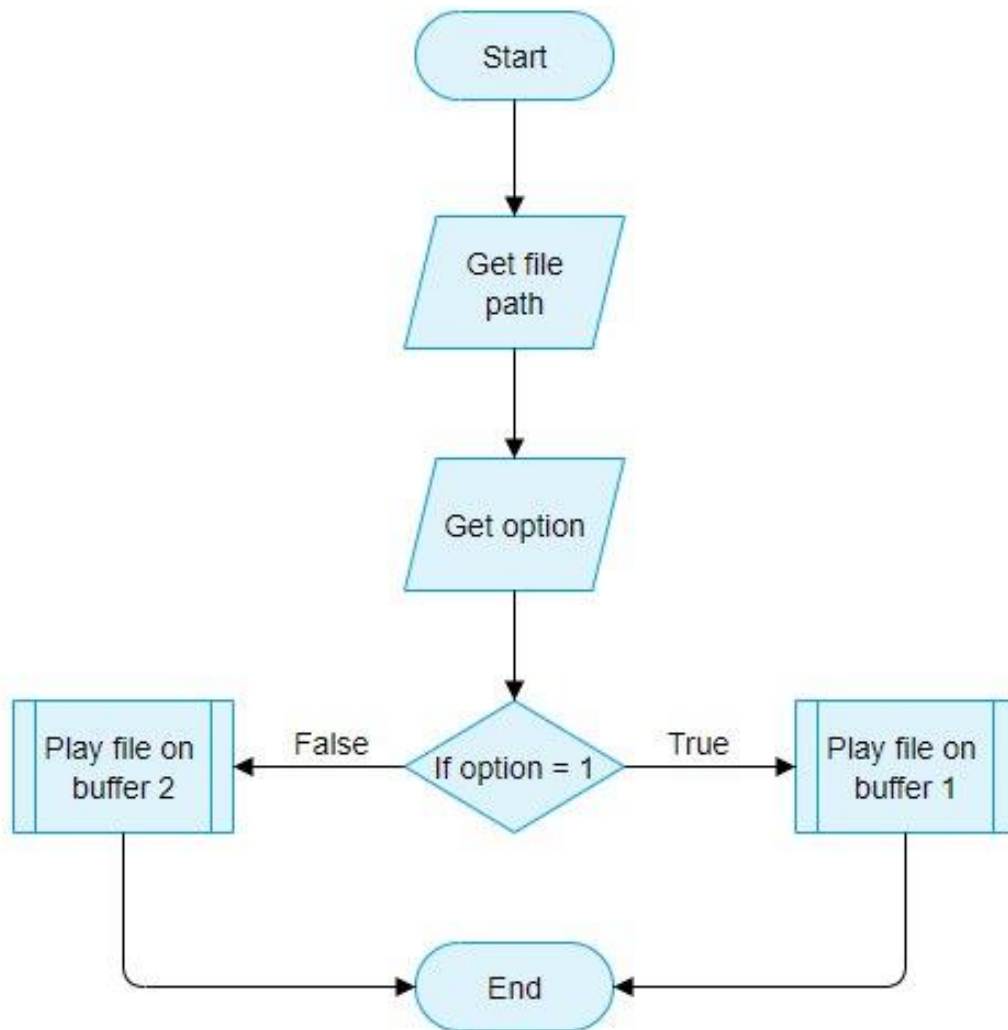 Start
Get file
path
Get option
False
True
Play file on
buffer 2
If option = 1
Play file on
buffer 1
End